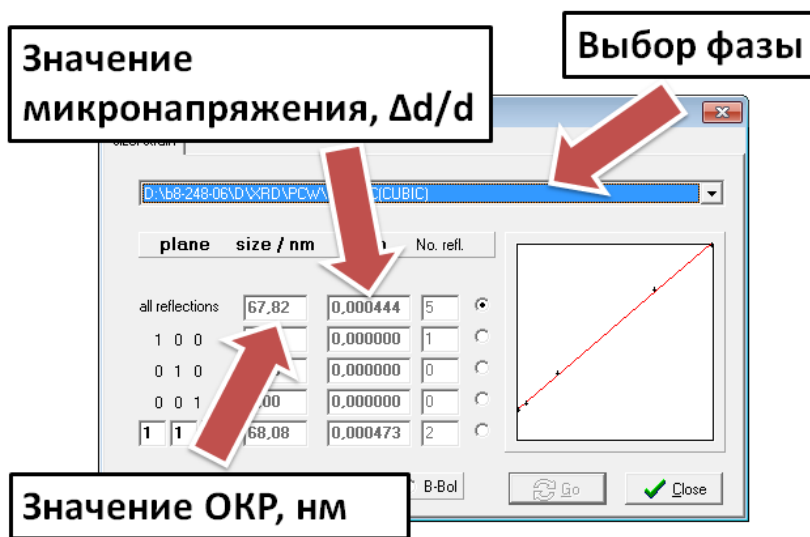 Значение
микронапряжения, Δd/d
Выбор фазы
D:\b8-248-06\D\XRD\PCW\
C(CUBIC)
plane size / nm No. refl.
all reflections 67,82 0,000444 5
1 0 0 0,000000 1
0 1 0 0,000000 0
0 0 1 ,00 0,000000 0
1 1 68,08 0,000473 2
Значение ОКР, нм
B-Bol Go Close